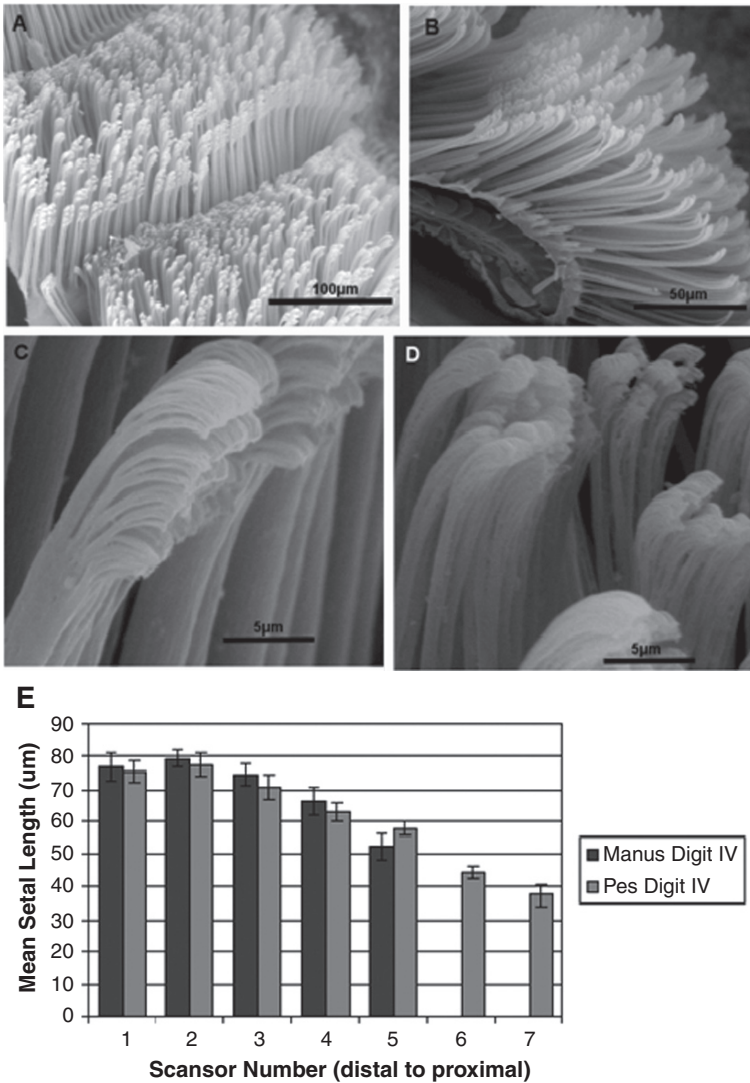 A
100µm
B
50µm
C
5µm
D
5µm
E
90
80
70
60
50
40
30
20
10
0
Mean Setal Length (um)
1 2 3 4 5 6 7
Scansor Number (distal to proximal)
Manus Digit IV
Pes Digit IV